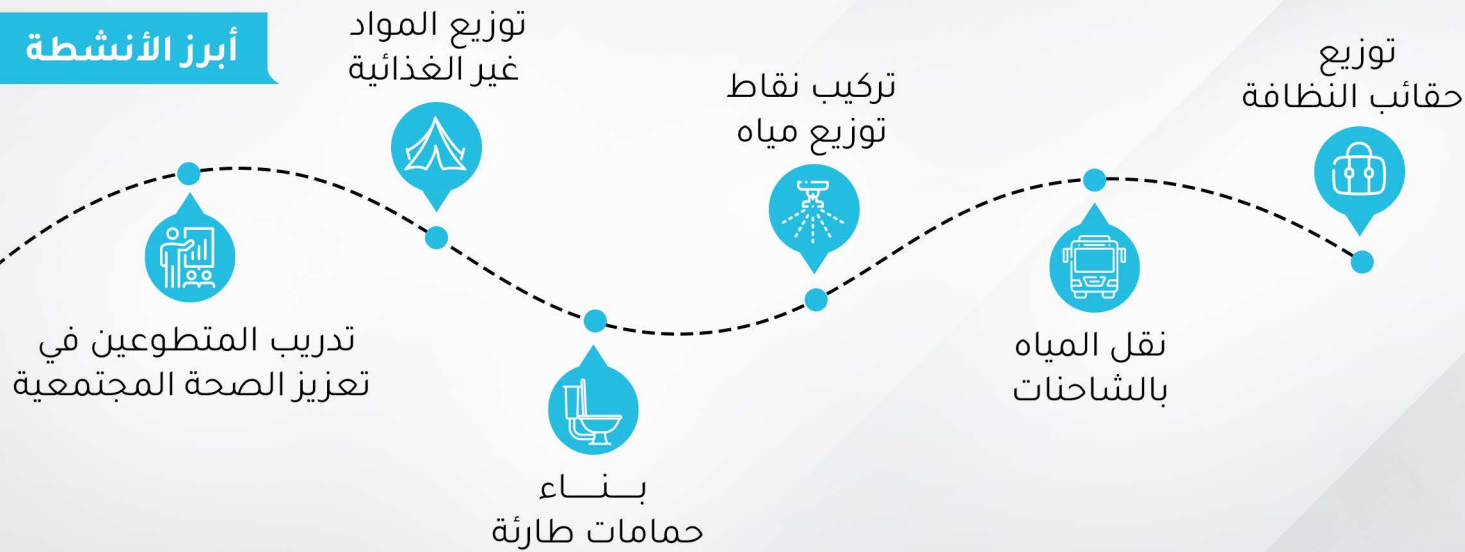 أبرز الأنشطة
توزيع
حقائب النظافة
نقل المياه
بالشاحنات
تركيب نقاط
توزيع مياه
بـــنـــاء
حمامات طارئة
توزيع المواد
غير الغذائية
تدريب المتطوعين في
تعزيز الصحة المجتمعية